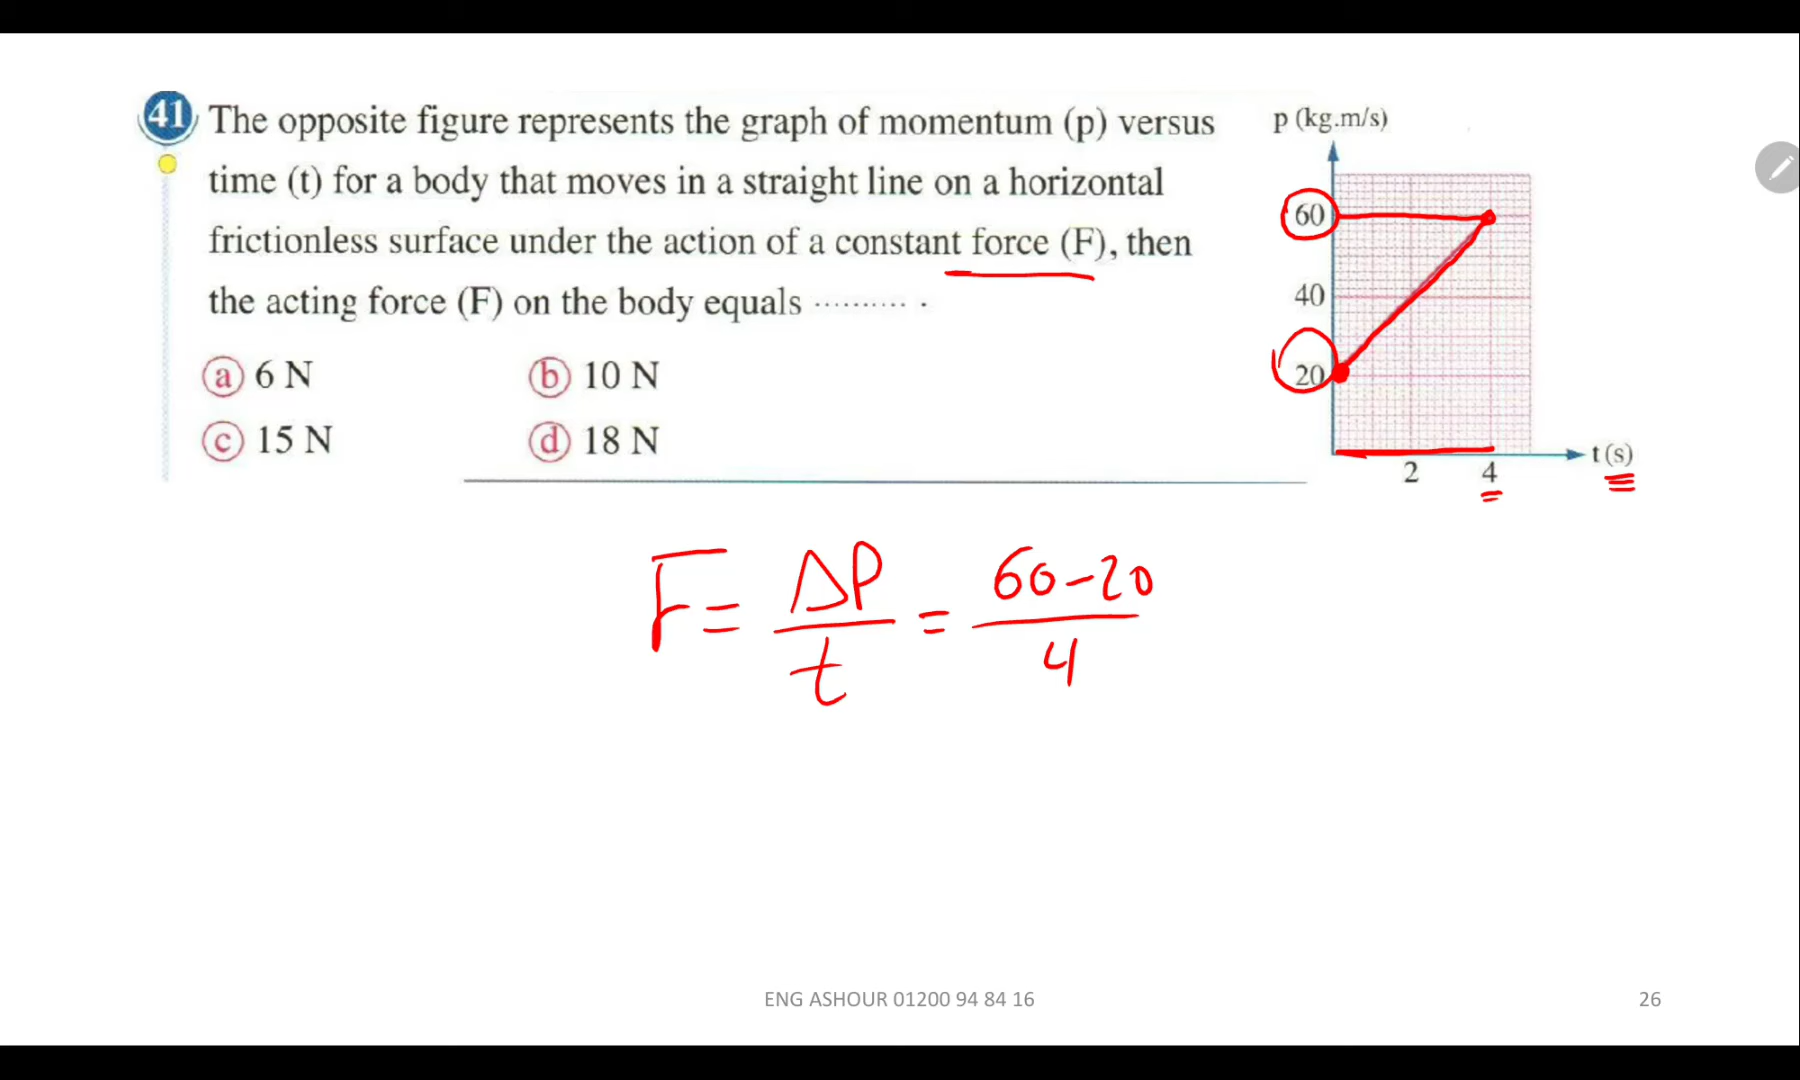 41 The opposite figure represents the graph of momentum (p) versus
time (t) for a body that moves in a straight line on a horizontal
frictionless surface under the action of a constant force (F), then
the acting force (F) on the body equals .......... .
a 6 N b 10 N
c 15 N d 18 N
p (kg.m/s)
60
40
20
2 4
t (s)
F = ΔP / t = 60-20 / 4
ENG ASHOUR 01200 94 84 16
26